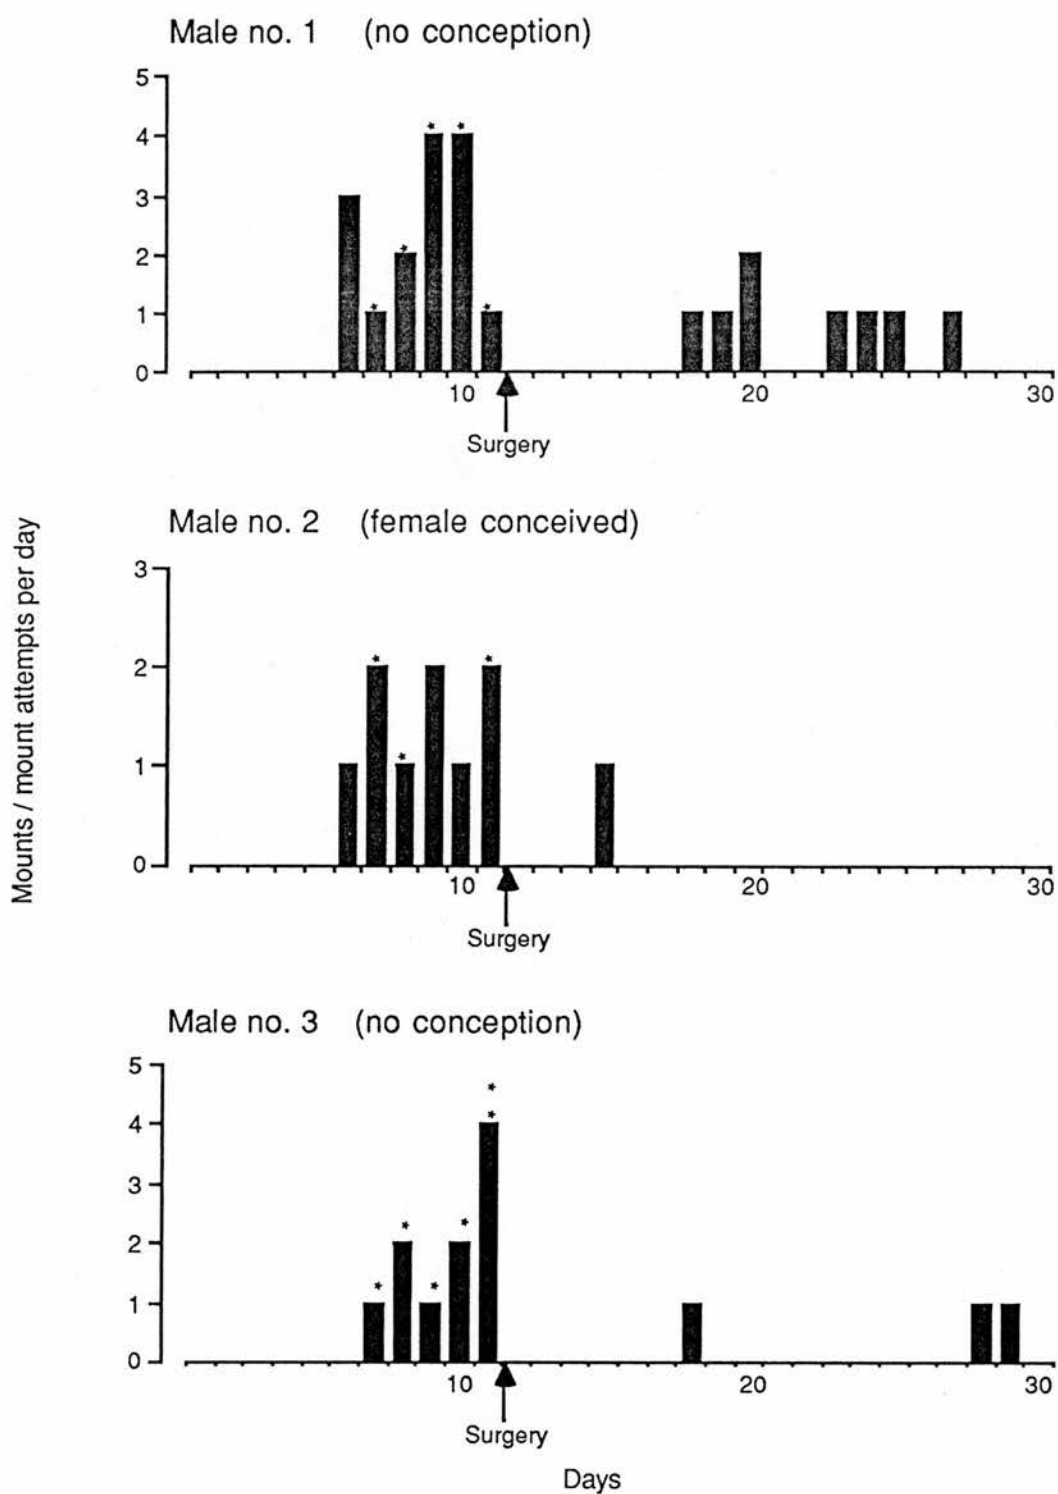 Male no. 1 (no conception)
5
4
* *
3
2
*
1
* *
0
10 20 30
Surgery
Mounts / mount attempts per day
Male no. 2 (female conceived)
3
2
* *
1
*
0
10 20 30
Surgery
Male no. 3 (no conception)
5
*
4
*
3
2
* *
1
* *
0
10 20 30
Surgery
Days